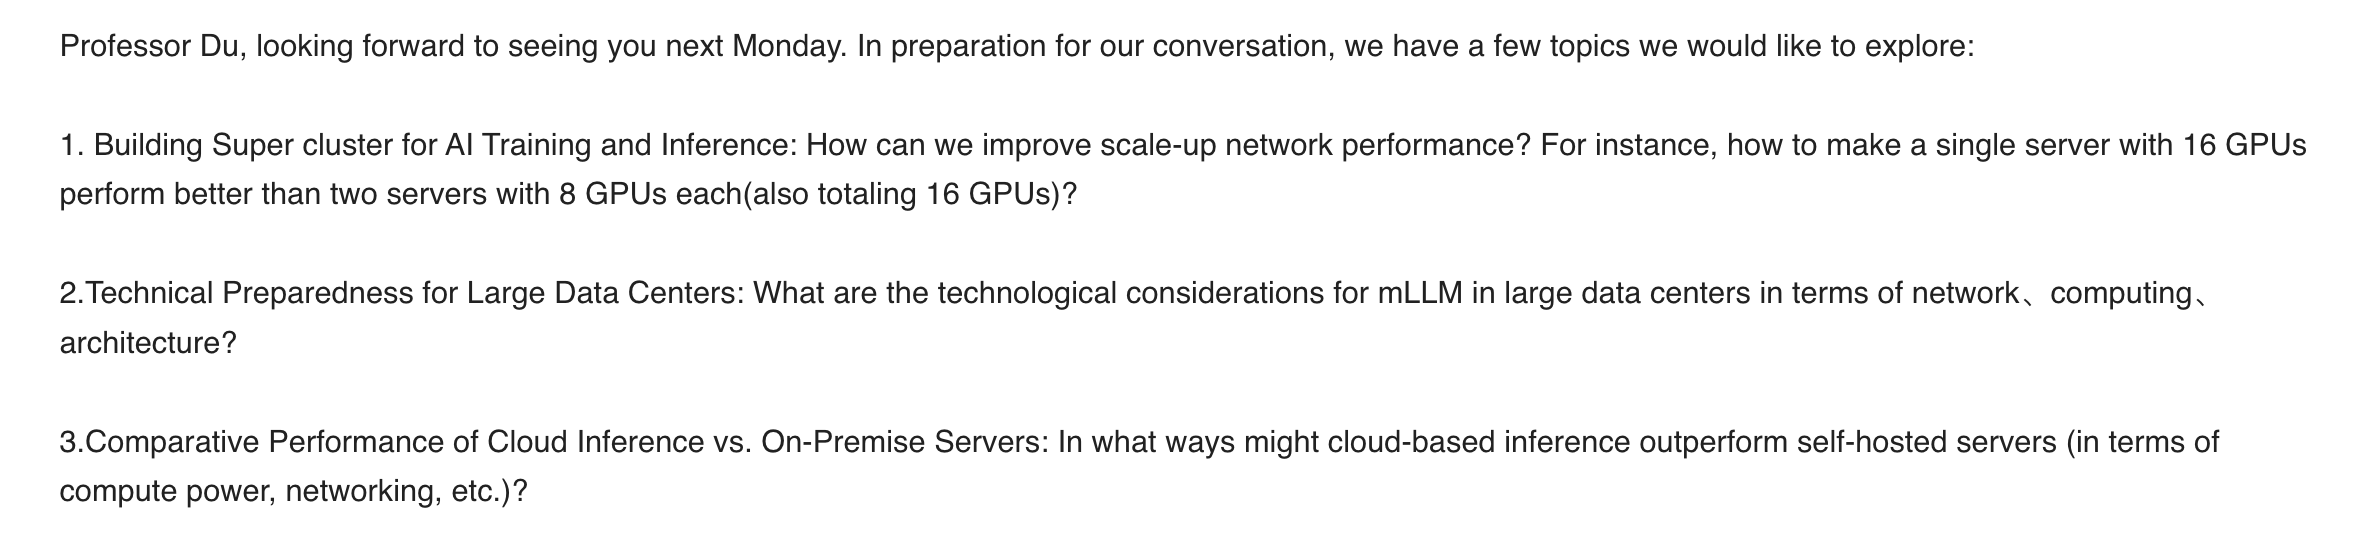 Professor Du, looking forward to seeing you next Monday. In preparation for our conversation, we have a few topics we would like to explore:
1. Building Super cluster for AI Training and Inference: How can we improve scale-up network performance? For instance, how to make a single server with 16 GPUs
perform better than two servers with 8 GPUs each(also totaling 16 GPUs)?
2.Technical Preparedness for Large Data Centers: What are the technological considerations for mLLM in large data centers in terms of network、computing、
architecture?
3.Comparative Performance of Cloud Inference vs. On-Premise Servers: In what ways might cloud-based inference outperform self-hosted servers (in terms of
compute power, networking, etc.)?